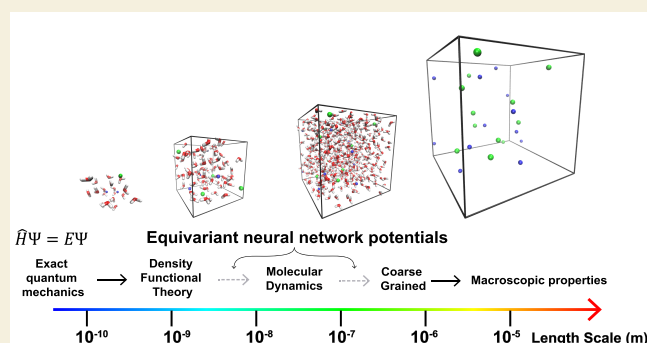 ĤΨ = EΨ
Equivariant neural network potentials
Exact
quantum
mechanics
Density
Functional
Theory
Molecular
Dynamics
Coarse
Grained
Macroscopic properties
10⁻¹⁰ 10⁻⁹ 10⁻⁸ 10⁻⁷ 10⁻⁶ 10⁻⁵ Length Scale (m)